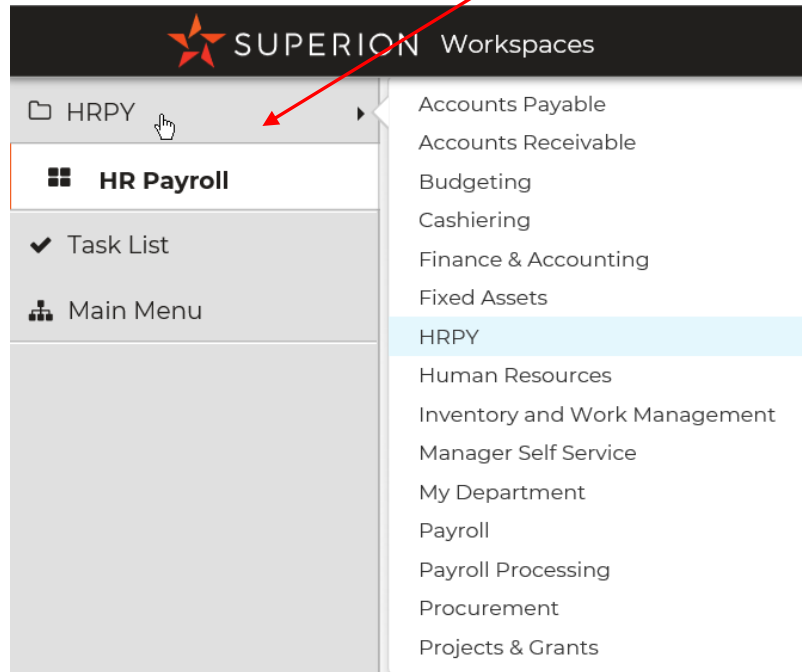 SUPERION Workspaces
HRPY
HR Payroll
Task List
Main Menu
Accounts Payable
Accounts Receivable
Budgeting
Cashiering
Finance & Accounting
Fixed Assets
HRPY
Human Resources
Inventory and Work Management
Manager Self Service
My Department
Payroll
Payroll Processing
Procurement
Projects & Grants